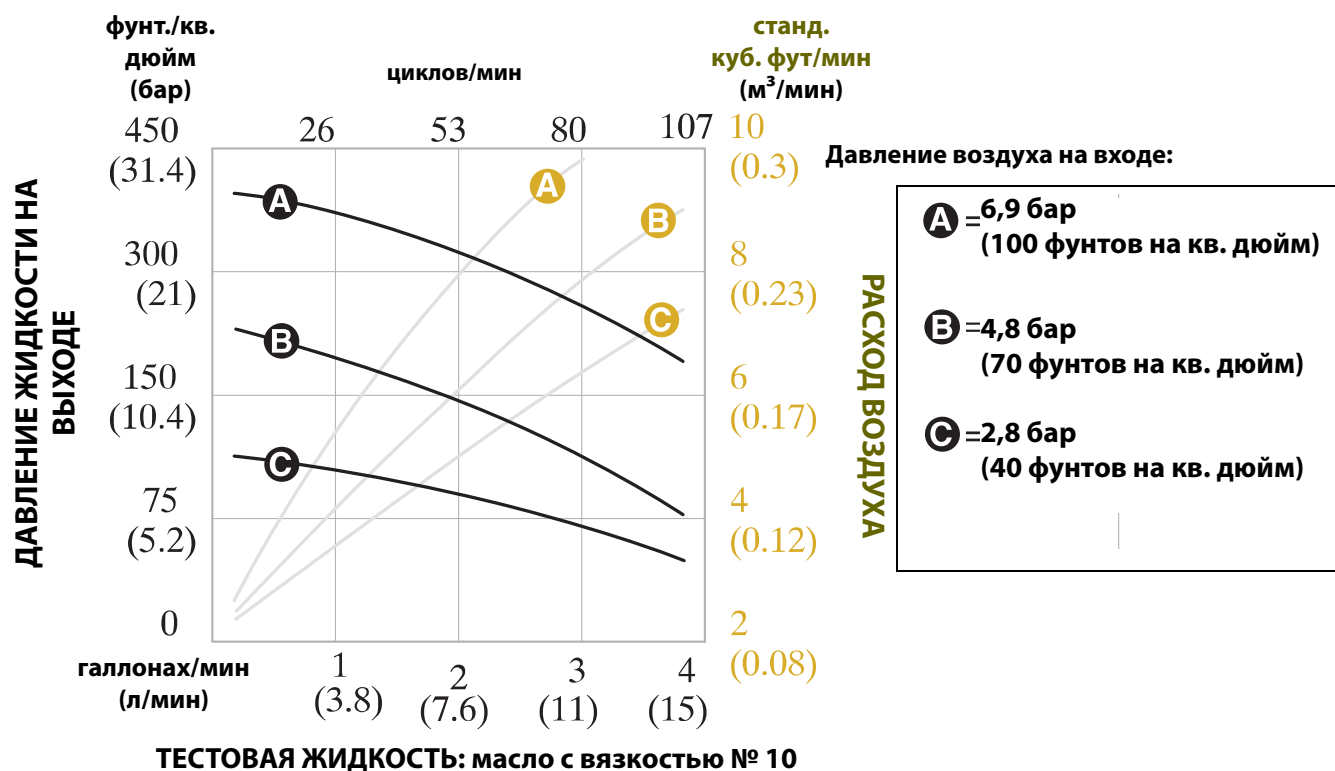 фунт./кв.
дюйм
(бар)
циклов/мин
станд.
куб. фут/мин
(м³/мин)
450
(31.4)
26
53
80
107
10
(0.3)
300
(21)
8
(0.23)
150
(10.4)
6
(0.17)
75
(5.2)
4
(0.12)
0
2
(0.08)
ДАВЛЕНИЕ ЖИДКОСТИ НА
ВЫХОДЕ
A
B
C
A
B
C
РАСХОД ВОЗДУХА
галлонах/мин
(л/мин)
1
(3.8)
2
(7.6)
3
(11)
4
(15)
ТЕСТОВАЯ ЖИДКОСТЬ: масло с вязкостью № 10
Давление воздуха на входе:
A =6,9 бар
(100 фунтов на кв. дюйм)
B =4,8 бар
(70 фунтов на кв. дюйм)
C =2,8 бар
(40 фунтов на кв. дюйм)